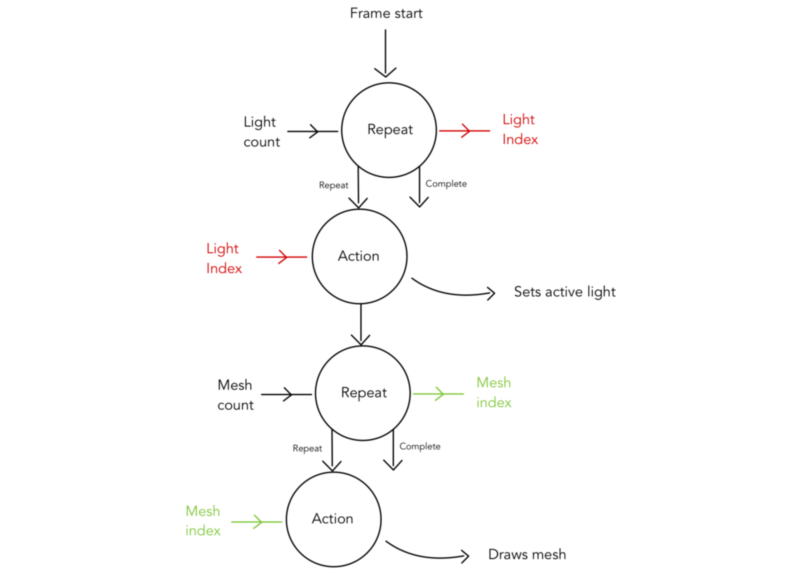 Frame start
Light
count
Repeat
Light
Index
Repeat
Complete
Light
Index
Action
Sets active light
Mesh
count
Repeat
Mesh
index
Repeat
Complete
Mesh
index
Action
Draws mesh